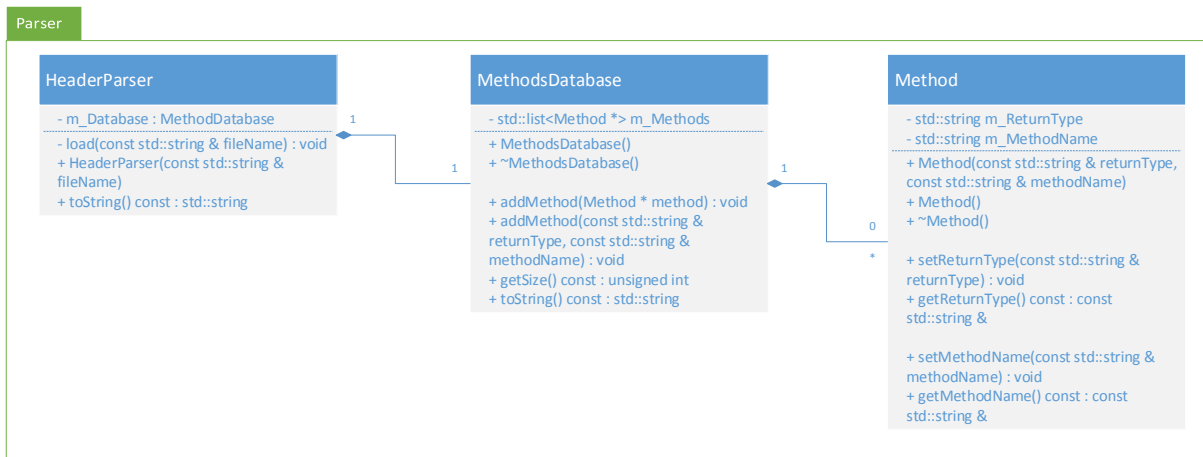 Parser
HeaderParser
- m_Database : MethodDatabase
- load(const std::string & fileName) : void
+ HeaderParser(const std::string &
fileName)
+ toString() const : std::string
1
1
MethodsDatabase
- std::list<Method *> m_Methods
+ MethodsDatabase()
+ ~MethodsDatabase()
+ addMethod(Method * method) : void
+ addMethod(const std::string &
returnType, const std::string &
methodName) : void
+ getSize() const : unsigned int
+ toString() const : std::string
1
0
*
Method
- std::string m_ReturnType
- std::string m_MethodName
+ Method(const std::string & returnType,
const std::string & methodName)
+ Method()
+ ~Method()
+ setReturnType(const std::string &
returnType) : void
+ getReturnType() const : const
std::string &
+ setMethodName(const std::string &
methodName) : void
+ getMethodName() const : const
std::string &